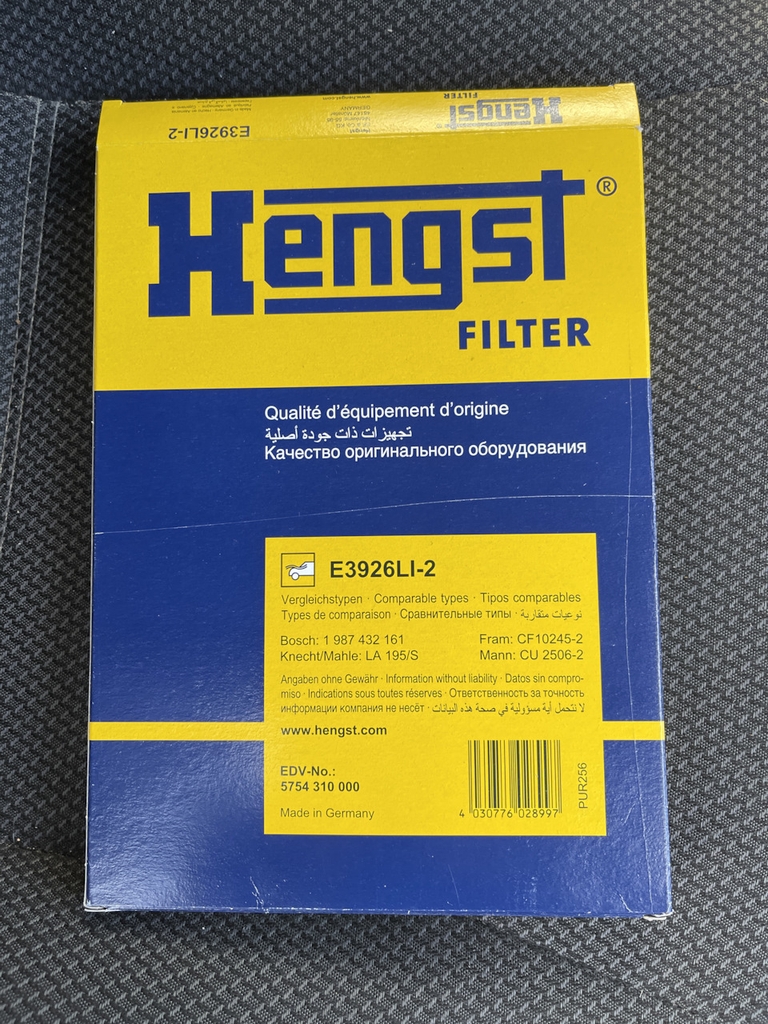 E3926LI-2
www.hengst.com
GERMANY
Hengst
FILTER
Hengst®
FILTER
Qualité d'équipement d'origine
تجهيزات ذات جودة أصلية
Качество оригинального оборудования
E3926LI-2
Vergleichstypen · Comparable types · Tipos comparables
Types de comparaison · Сравнительные типы · نوعيات متقاربة
Bosch: 1 987 432 161 Fram: CF10245-2
Knecht/Mahle: LA 195/S Mann: CU 2506-2
Angaben ohne Gewähr · Information without liability · Datos sin compro-
miso · Indications sous toutes réserves · Ответственность за точность
информации компания не несёт · لا نتحمل أية مسؤولية في صحة هذه البيانات
www.hengst.com
EDV-No.:
5754 310 000
Made in Germany
4 030776 028997
PUR256